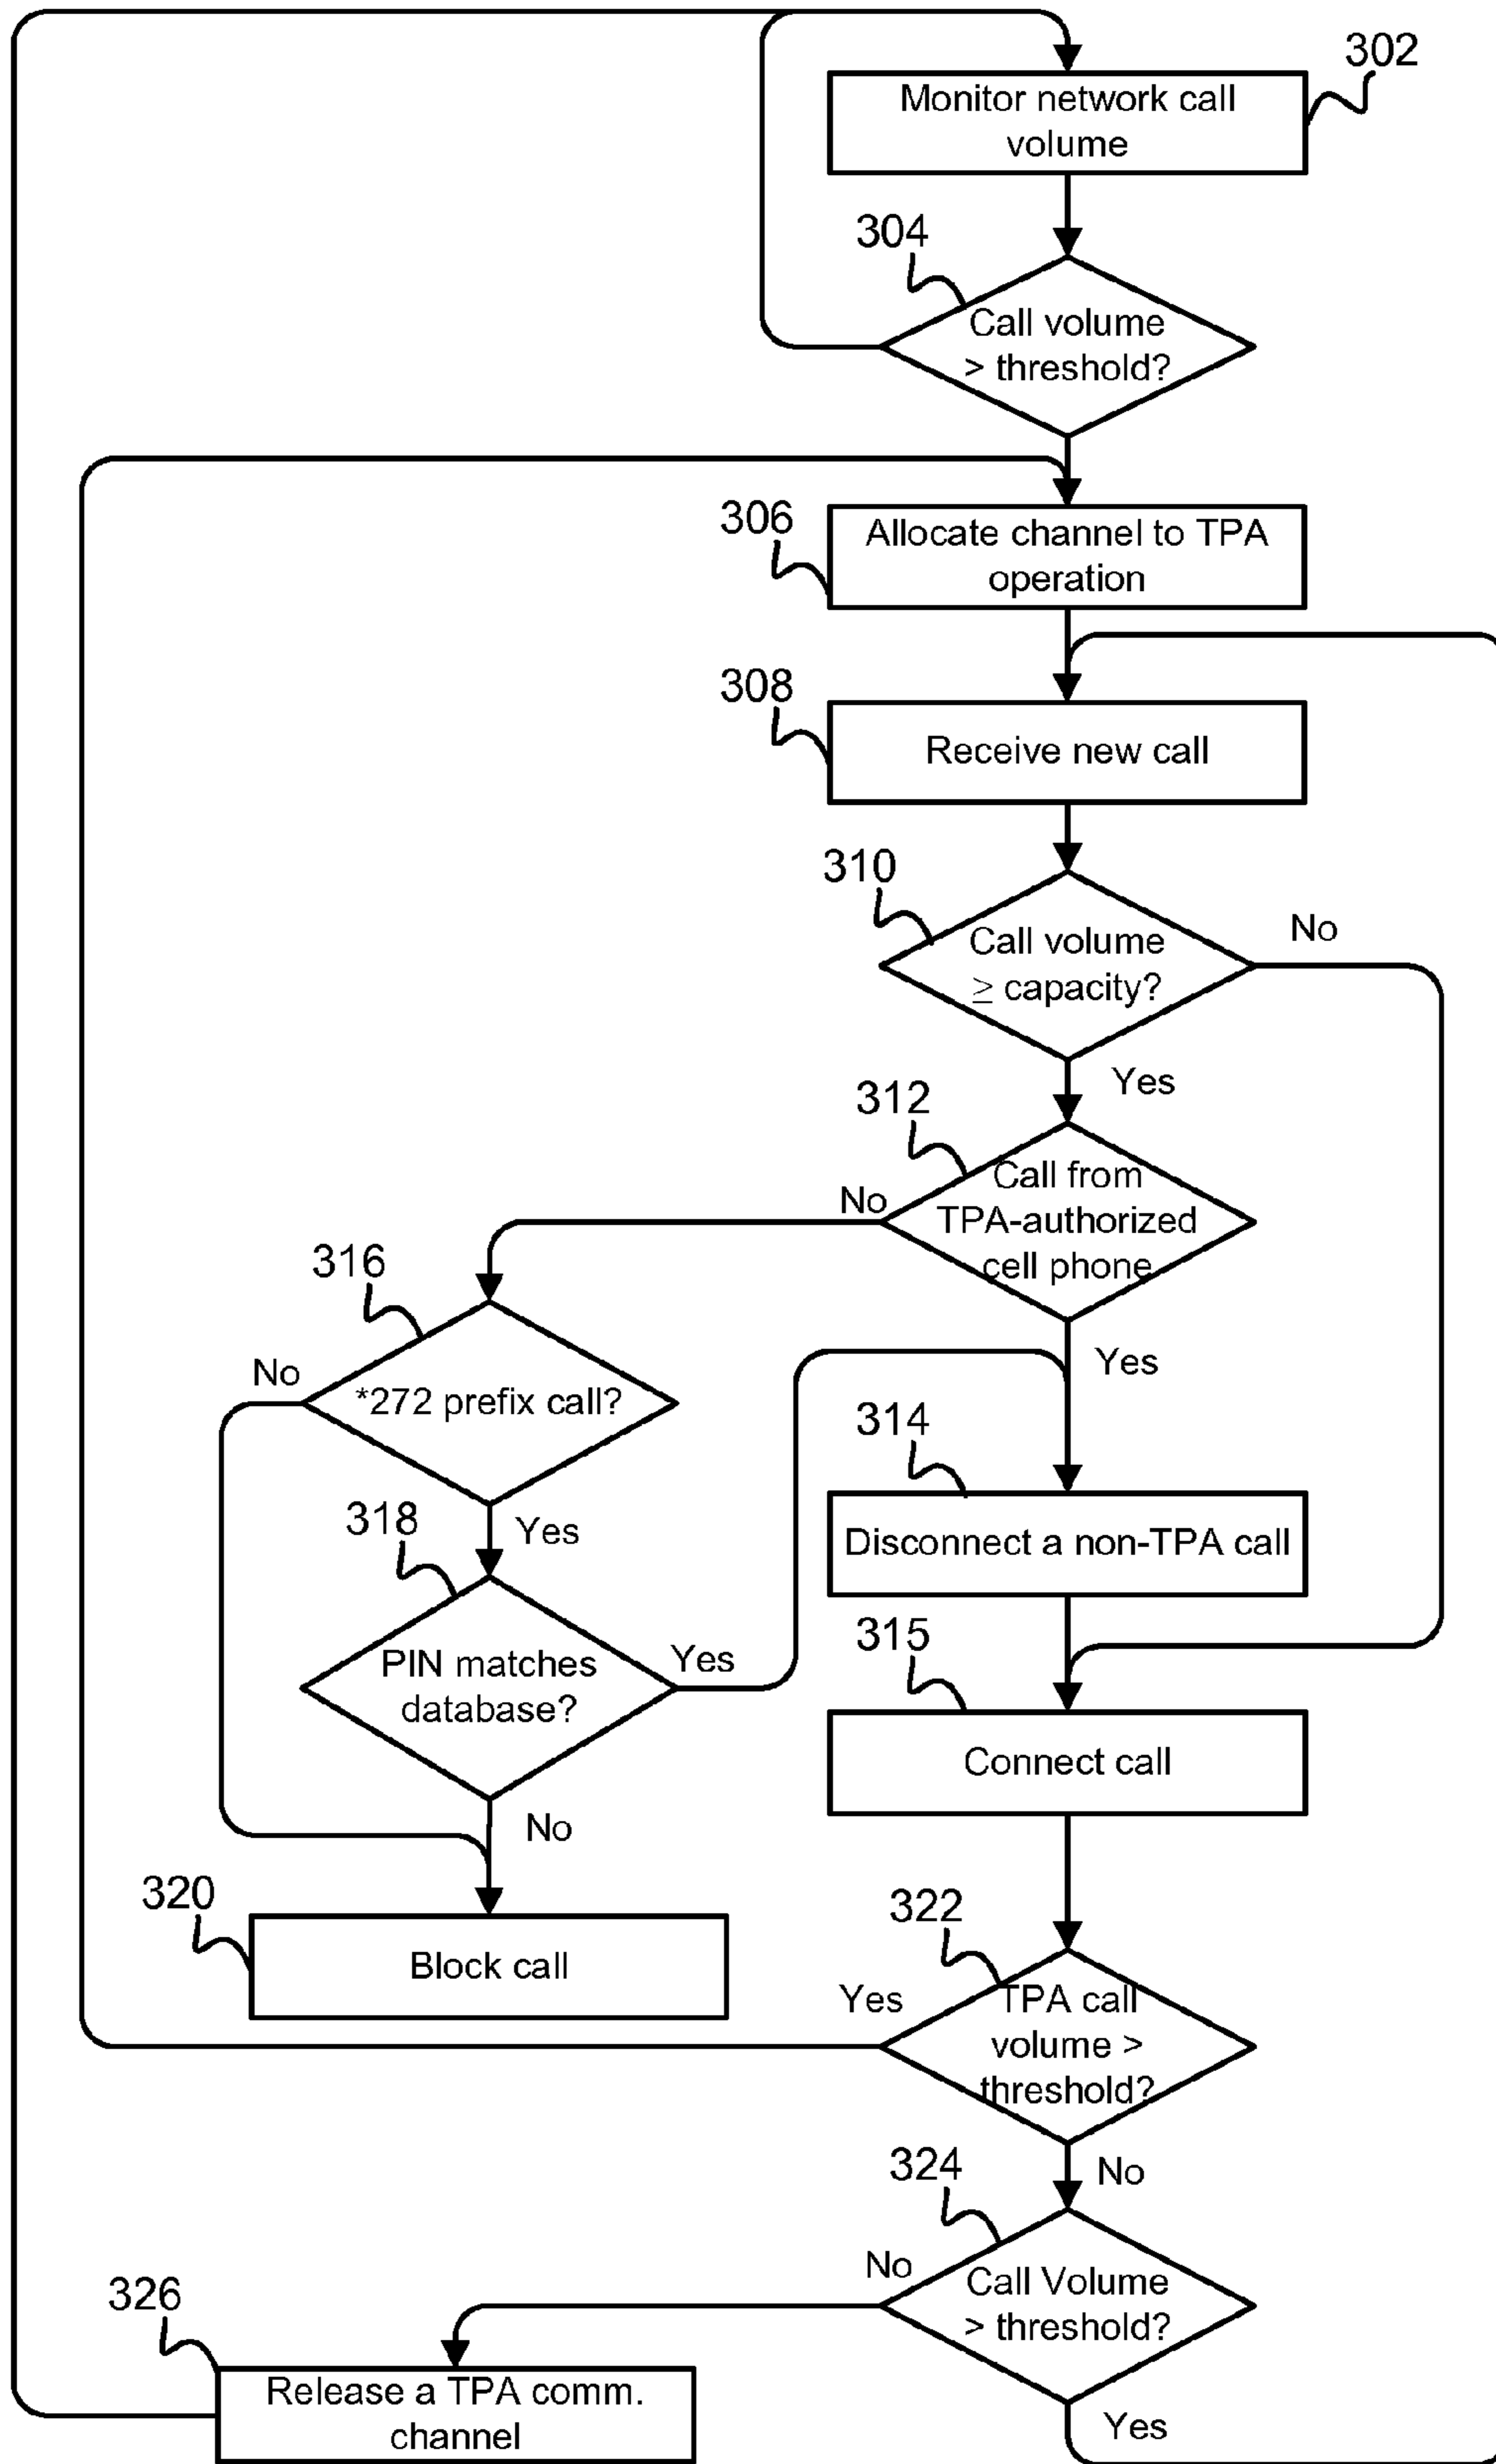 302
Monitor network call
volume
304
Call volume
> threshold?
306
Allocate channel to TPA
operation
308
Receive new call
310
Call volume
≥ capacity?
No
Yes
312
Call from
TPA-authorized
cell phone
No
Yes
316
*272 prefix call?
No
Yes
314
Disconnect a non-TPA call
318
PIN matches
database?
Yes
No
315
Connect call
320
Block call
322
TPA call
volume >
threshold?
Yes
No
324
Call Volume
> threshold?
No
Yes
326
Release a TPA comm.
channel